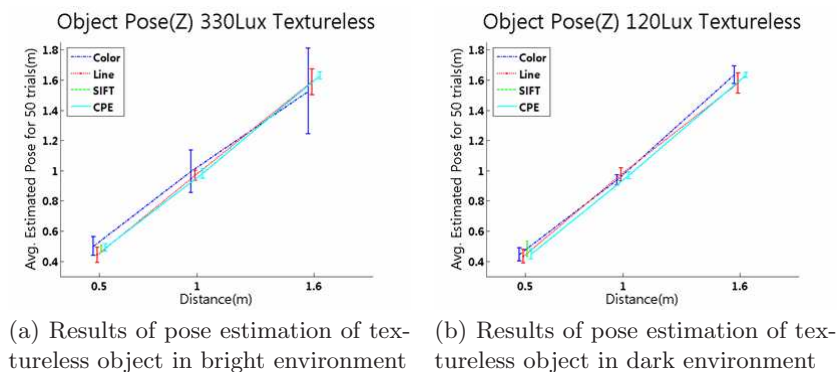 Object Pose(Z) 330Lux Textureless
Avg. Estimated Pose for 50 trials(m)
1.8
1.6
1.4
1.2
1
0.8
0.6
0.4
Color
Line
SIFT
CPE
0.5
1
1.6
Distance(m)
(a) Results of pose estimation of tex-
tureless object in bright environment
Object Pose(Z) 120Lux Textureless
Avg. Estimated Pose for 50 trials(m)
1.8
1.6
1.4
1.2
1
0.8
0.6
0.4
Color
Line
SIFT
CPE
0.5
1
1.6
Distance(m)
(b) Results of pose estimation of tex-
tureless object in dark environment